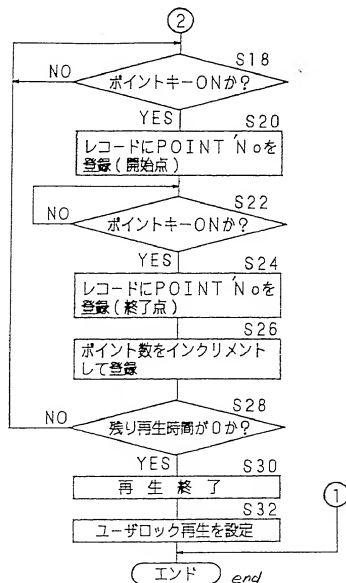 ②
S18
NO
ポイントキーONか?
YES
S20
レコードにPOINT Noを
登録(開始点)
S22
NO
ポイントキーONか?
YES
S24
レコードにPOINT Noを
登録(終了点)
S26
ポイント数をインクリメント
して登録
S28
NO
残り再生時間が0か?
YES
S30
再生終了
①
S32
ユーザロック再生を設定
エンド
end